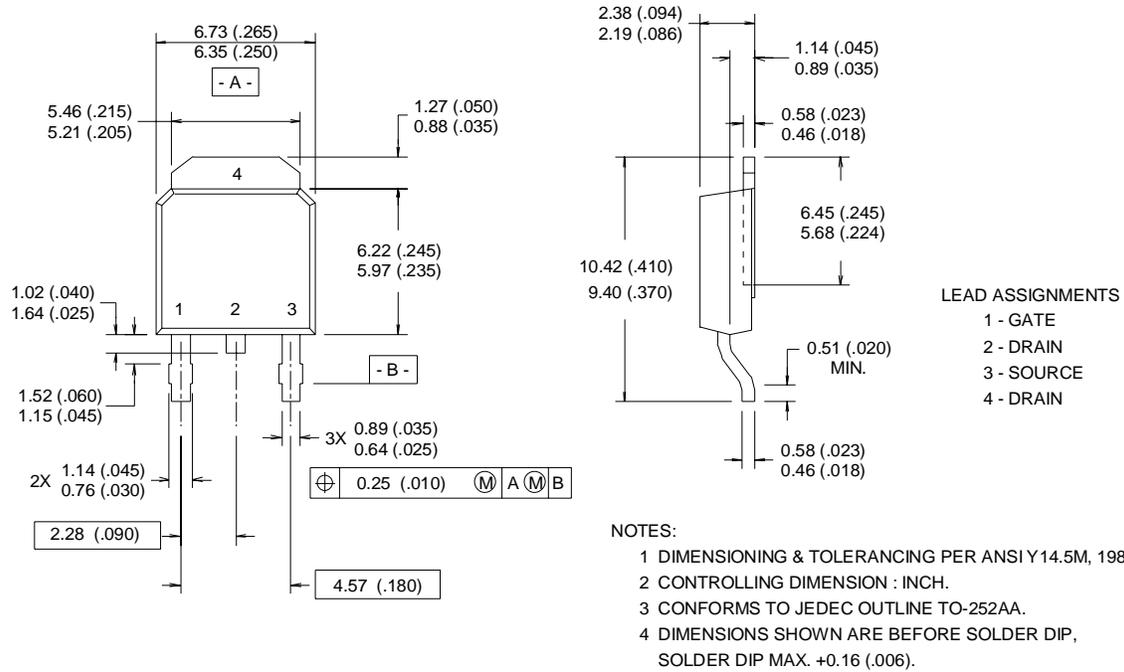 6.73 (.265)
6.35 (.250)
- A -
5.46 (.215)
5.21 (.205)
1.27 (.050)
0.88 (.035)
4
6.22 (.245)
5.97 (.235)
1.02 (.040)
1.64 (.025)
1 2 3
- B -
1.52 (.060)
1.15 (.045)
3X 0.89 (.035)
0.64 (.025)
2X 1.14 (.045)
0.76 (.030)
⌖ 0.25 (.010) Ⓜ A Ⓜ B
2.28 (.090)
4.57 (.180)
2.38 (.094)
2.19 (.086)
1.14 (.045)
0.89 (.035)
0.58 (.023)
0.46 (.018)
6.45 (.245)
5.68 (.224)
10.42 (.410)
9.40 (.370)
0.51 (.020)
MIN.
0.58 (.023)
0.46 (.018)
LEAD ASSIGNMENTS
1 - GATE
2 - DRAIN
3 - SOURCE
4 - DRAIN
NOTES:
1 DIMENSIONING & TOLERANCING PER ANSI Y14.5M, 198
2 CONTROLLING DIMENSION : INCH.
3 CONFORMS TO JEDEC OUTLINE TO-252AA.
4 DIMENSIONS SHOWN ARE BEFORE SOLDER DIP,
SOLDER DIP MAX. +0.16 (.006).